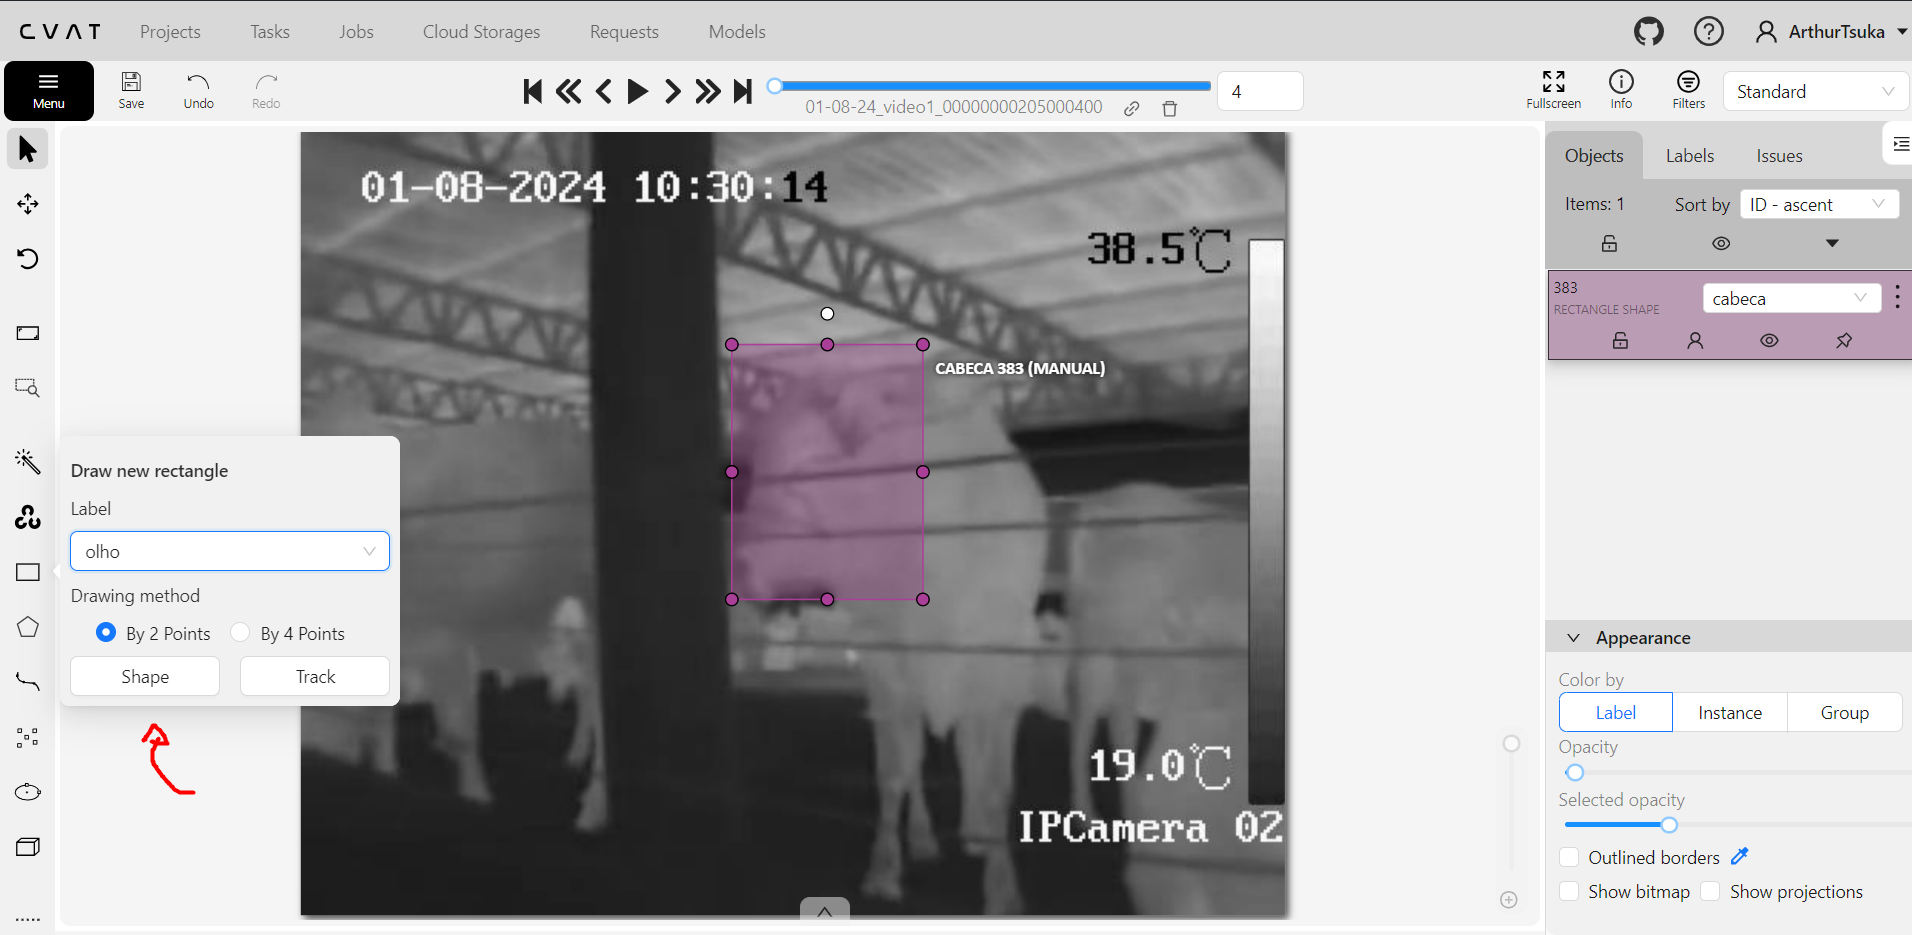 CVAT Projects Tasks Jobs Cloud Storages Requests Models ArthurTsuka
Menu Save Undo Redo 4 Fullscreen Info Filters Standard
01-08-24_video1_00000000205000400
01-08-2024 10:30:14
38.5℃
CABECA 383 (MANUAL)
19.0℃
IPCamera 02
Draw new rectangle
Label
olho
Drawing method
By 2 Points By 4 Points
Shape Track
Objects Labels Issues
Items: 1 Sort by ID - ascent
383 cabeca
RECTANGLE SHAPE
Appearance
Color by
Label Instance Group
Opacity
Selected opacity
Outlined borders
Show bitmap Show projections